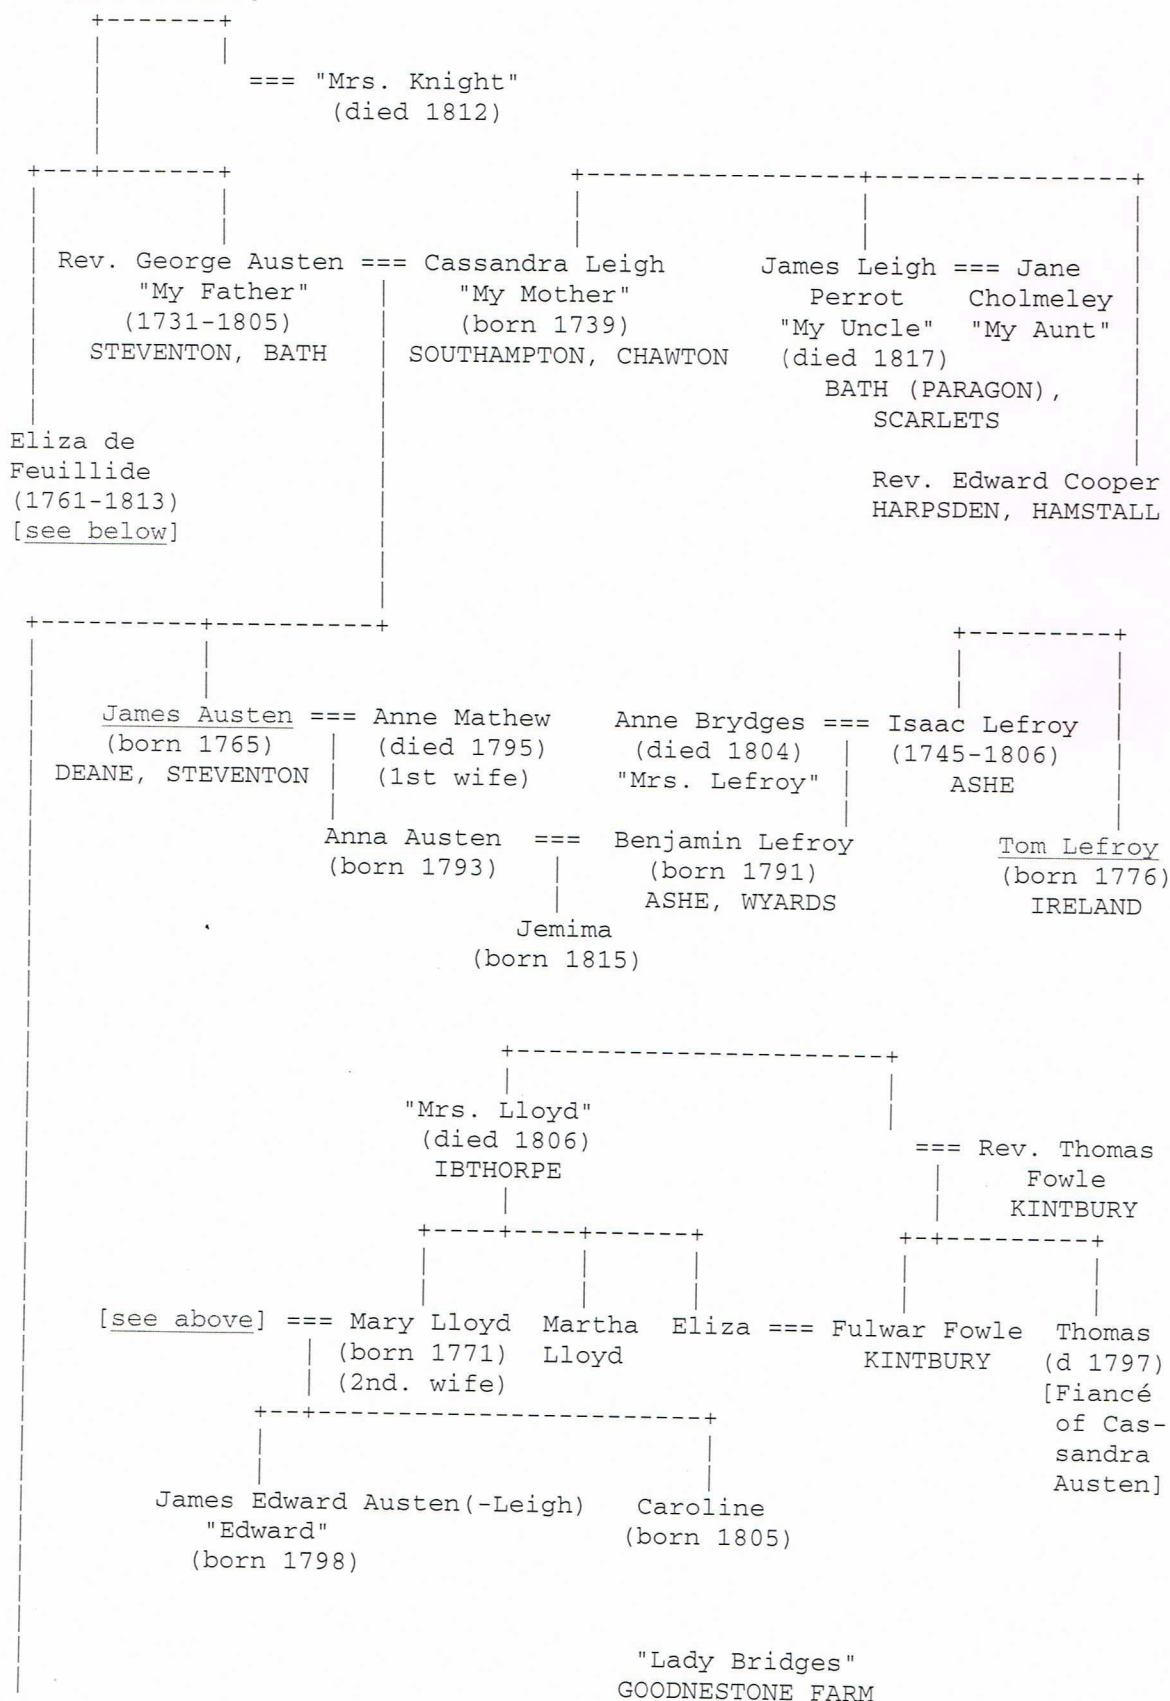 === "Mrs. Knight"
(died 1812)
Rev. George Austen === Cassandra Leigh James Leigh === Jane
"My Father" "My Mother" Perrot Cholmeley
(1731-1805) (born 1739) "My Uncle" "My Aunt"
STEVENTON, BATH SOUTHAMPTON, CHAWTON (died 1817)
BATH (PARAGON),
SCARLETS
Eliza de
Feuillide
(1761-1813)
[see below]
Rev. Edward Cooper
HARPSDEN, HAMSTALL
James Austen === Anne Mathew Anne Brydges === Isaac Lefroy
(born 1765) (died 1795) (died 1804) (1745-1806)
DEANE, STEVENTON (1st wife) "Mrs. Lefroy" ASHE
Anna Austen === Benjamin Lefroy Tom Lefroy
(born 1793) (born 1791) (born 1776)
ASHE, WYARDS IRELAND
Jemima
(born 1815)
"Mrs. Lloyd"
(died 1806) === Rev. Thomas
IBTHORPE Fowle
KINTBURY
[see above] === Mary Lloyd Martha Eliza === Fulwar Fowle Thomas
(born 1771) Lloyd KINTBURY (d 1797)
(2nd. wife) [Fiancé
of Cas-
sandra
Austen]
James Edward Austen(-Leigh) Caroline
"Edward" (born 1805)
(born 1798)
"Lady Bridges"
GOODNESTONE FARM